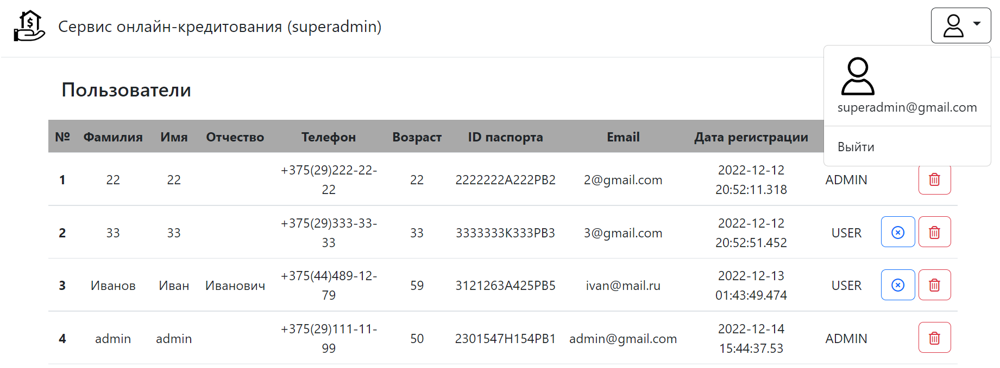 Сервис онлайн-кредитования (superadmin)
superadmin@gmail.com
Выйти
Пользователи
№ Фамилия Имя Отчество Телефон Возраст ID паспорта Email Дата регистрации
1 22 22 +375(29)222-22-22 22 2222222A222PB2 2@gmail.com 2022-12-12 20:52:11.318 ADMIN
2 33 33 +375(29)333-33-33 33 3333333K333PB3 3@gmail.com 2022-12-12 20:52:51.452 USER
3 Иванов Иван Иванович +375(44)489-12-79 59 3121263A425PB5 ivan@mail.ru 2022-12-13 01:43:49.474 USER
4 admin admin +375(29)111-11-99 50 2301547H154PB1 admin@gmail.com 2022-12-14 15:44:37.53 ADMIN